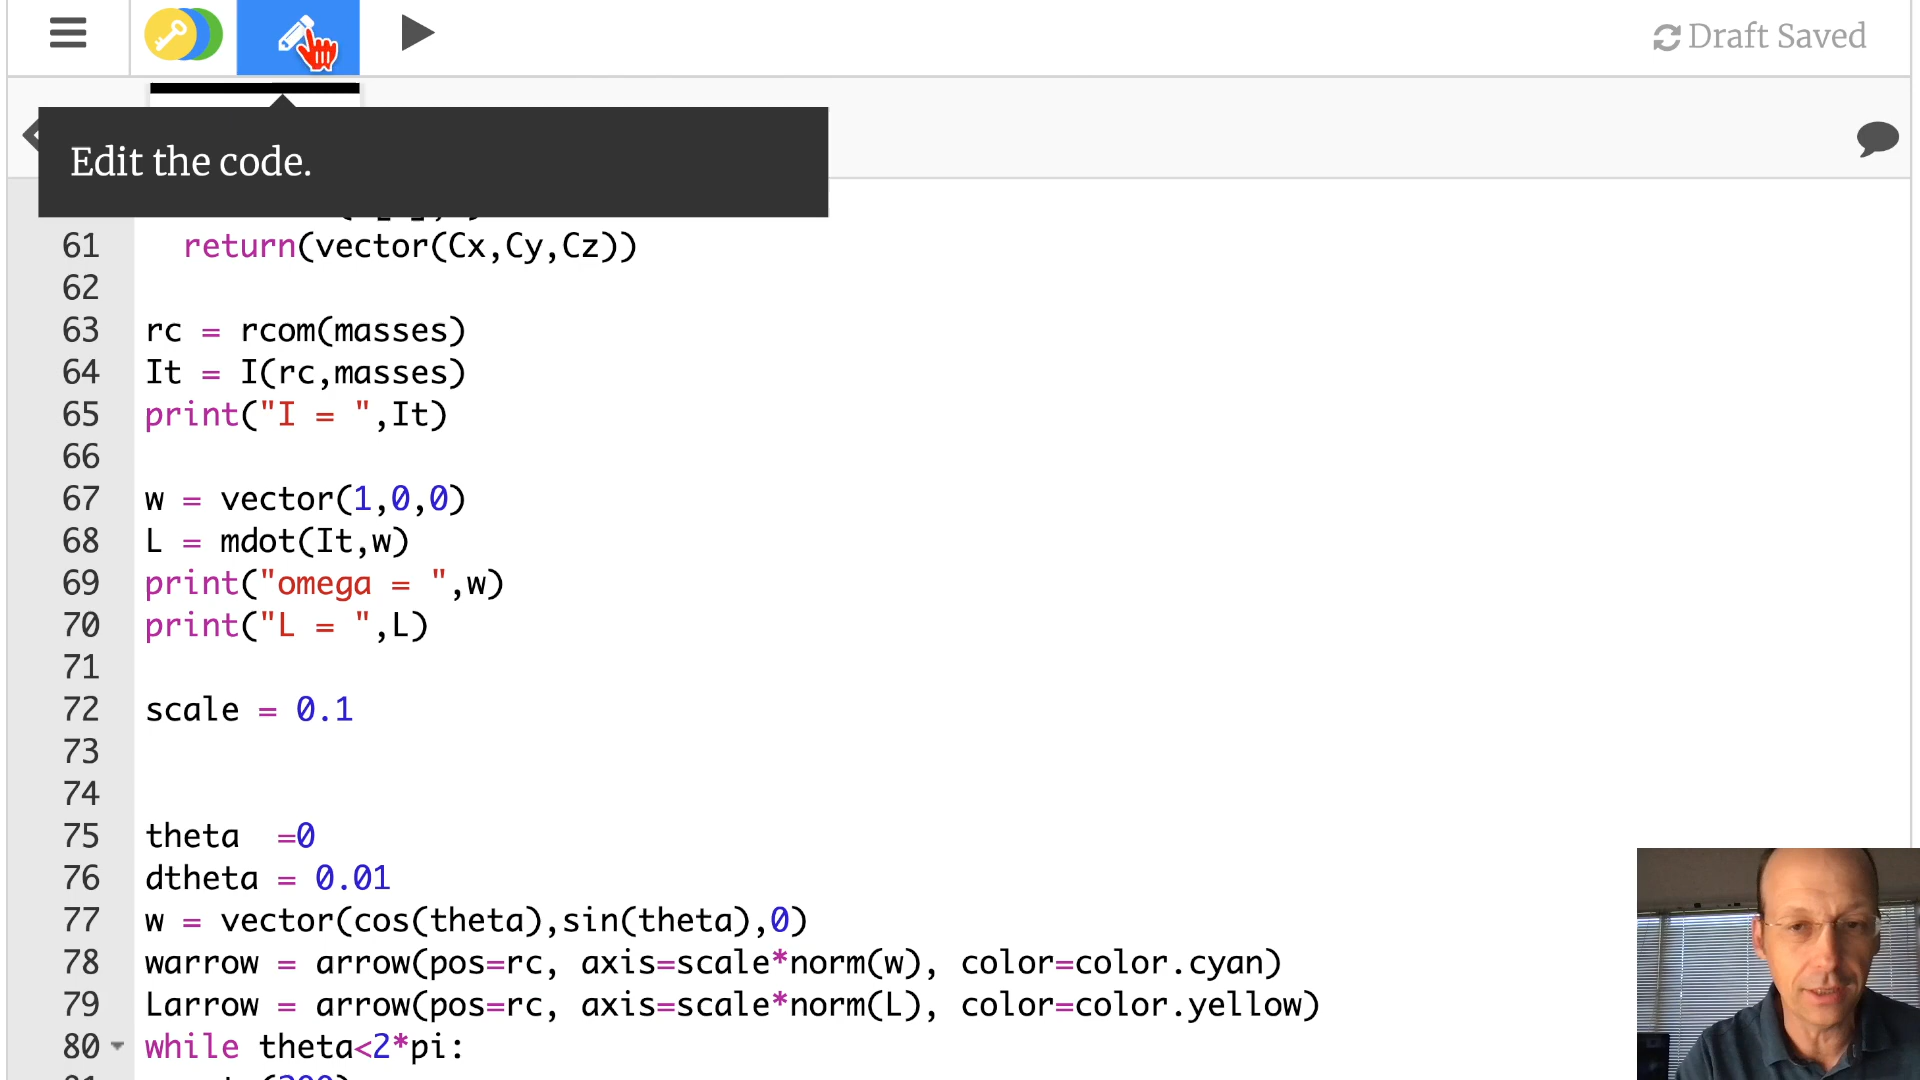 Draft Saved
Edit the code.
61 return(vector(Cx,Cy,Cz))
62
63 rc = rcom(masses)
64 It = I(rc,masses)
65 print("I = ",It)
66
67 w = vector(1,0,0)
68 L = mdot(It,w)
69 print("omega = ",w)
70 print("L = ",L)
71
72 scale = 0.1
73
74
75 theta  =0
76 dtheta = 0.01
77 w = vector(cos(theta),sin(theta),0)
78 warrow = arrow(pos=rc, axis=scale*norm(w), color=color.cyan)
79 Larrow = arrow(pos=rc, axis=scale*norm(L), color=color.yellow)
80 while theta<2*pi: